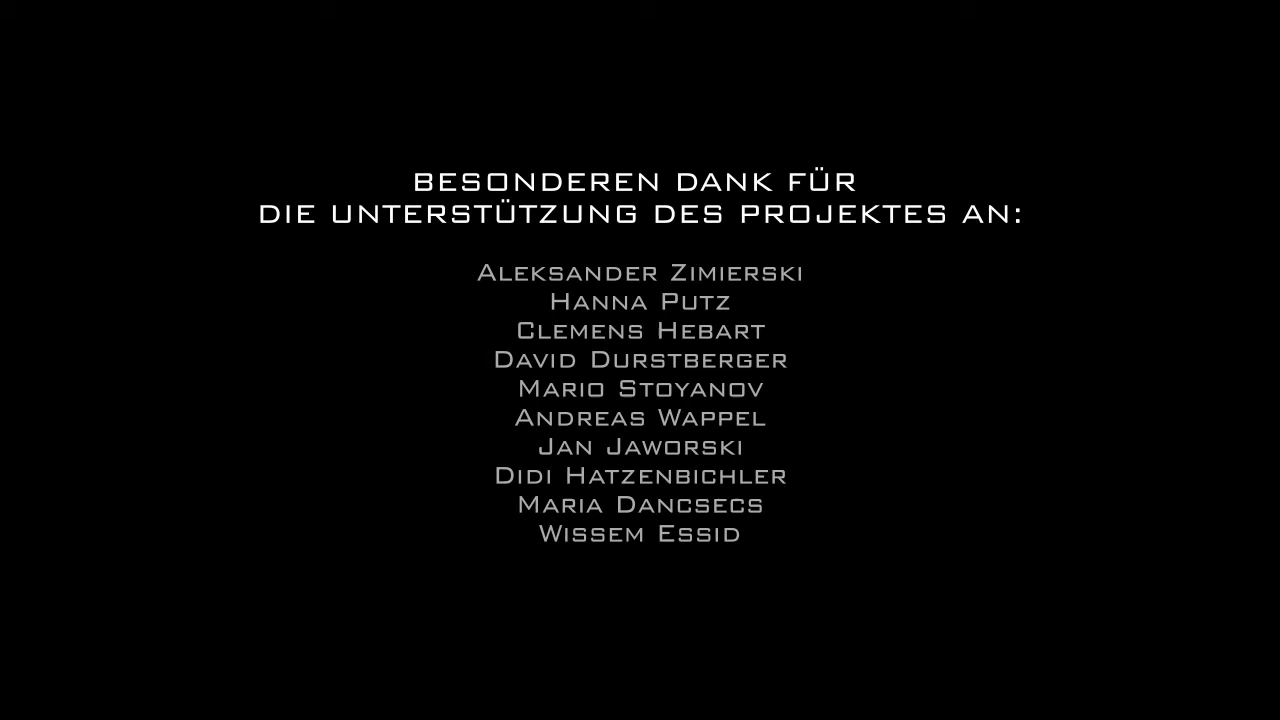 BESONDEREN DANK FÜR
DIE UNTERSTÜTZUNG DES PROJEKTES AN:
ALEKSANDER ZIMIERSKI
HANNA PUTZ
CLEMENS HEBART
DAVID DURSTBERGER
MARIO STOYANOV
ANDREAS WAPPEL
JAN JAWORSKI
DIDI HATZENBICHLER
MARIA DANCSECS
WISSEM ESSID